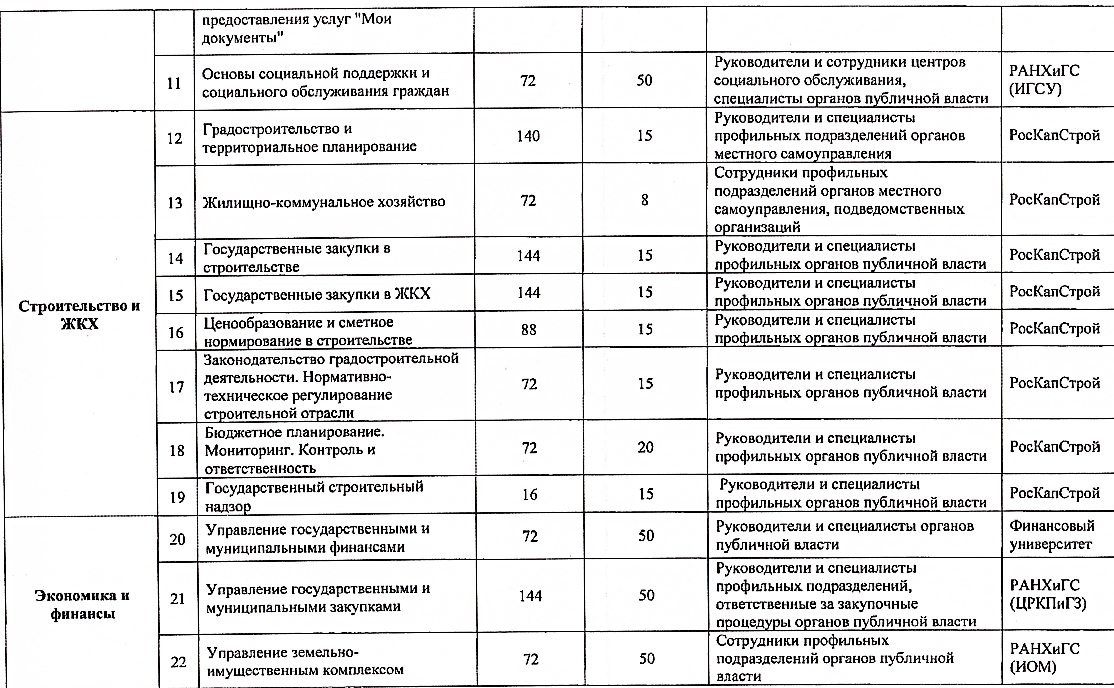 предоставления услуг "Мои
документы"
11
Основы социальной поддержки и
социального обслуживания граждан
72
50
Руководители и сотрудники центров
социального обслуживания,
специалисты органов публичной власти
РАНХиГС
(ИГСУ)
Строительство и
ЖКХ
12
Градостроительство и
территориальное планирование
140
15
Руководители и специалисты
профильных подразделений органов
местного самоуправления
РосКапСтрой
13
Жилищно-коммунальное хозяйство
72
8
Сотрудники профильных
подразделений органов местного
самоуправления, подведомственных
организаций
РосКапСтрой
14
Государственные закупки в
строительстве
144
15
Руководители и специалисты
профильных органов публичной власти
РосКапСтрой
15
Государственные закупки в ЖКХ
144
15
Руководители и специалисты
профильных органов публичной власти
РосКапСтрой
16
Ценообразование и сметное
нормирование в строительстве
88
15
Руководители и специалисты
профильных органов публичной власти
РосКапСтрой
17
Законодательство градостроительной
деятельности. Нормативно-
техническое регулирование
строительной отрасли
72
15
Руководители и специалисты
профильных органов публичной власти
РосКапСтрой
18
Бюджетное планирование.
Мониторинг. Контроль и
ответственность
72
20
Руководители и специалисты
профильных органов публичной власти
РосКапСтрой
19
Государственный строительный
надзор
16
15
Руководители и специалисты
профильных органов публичной власти
РосКапСтрой
Экономика и
финансы
20
Управление государственными и
муниципальными финансами
72
50
Руководители и специалисты органов
публичной власти
Финансовый
университет
21
Управление государственными и
муниципальными закупками
144
50
Руководители и специалисты
профильных подразделений,
ответственные за закупочные
процедуры органов публичной власти
РАНХиГС
(ЦРКПиГЗ)
22
Управление земельно-
имущественным комплексом
72
50
Сотрудники профильных
подразделений органов публичной
власти
РАНХиГС
(ИОМ)